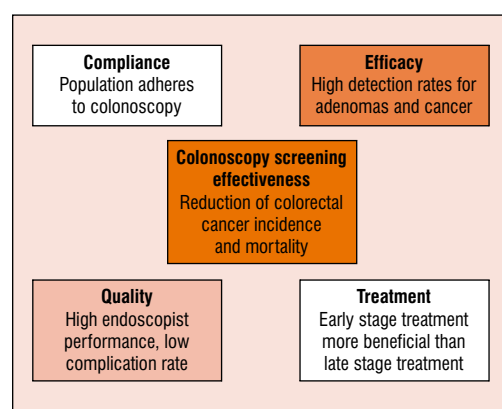 Compliance
Population adheres
to colonoscopy
Efficacy
High detection rates for
adenomas and cancer
Colonoscopy screening
effectiveness
Reduction of colorectal
cancer incidence
and mortality
Quality
High endoscopist
performance, low
complication rate
Treatment
Early stage treatment
more beneficial than
late stage treatment